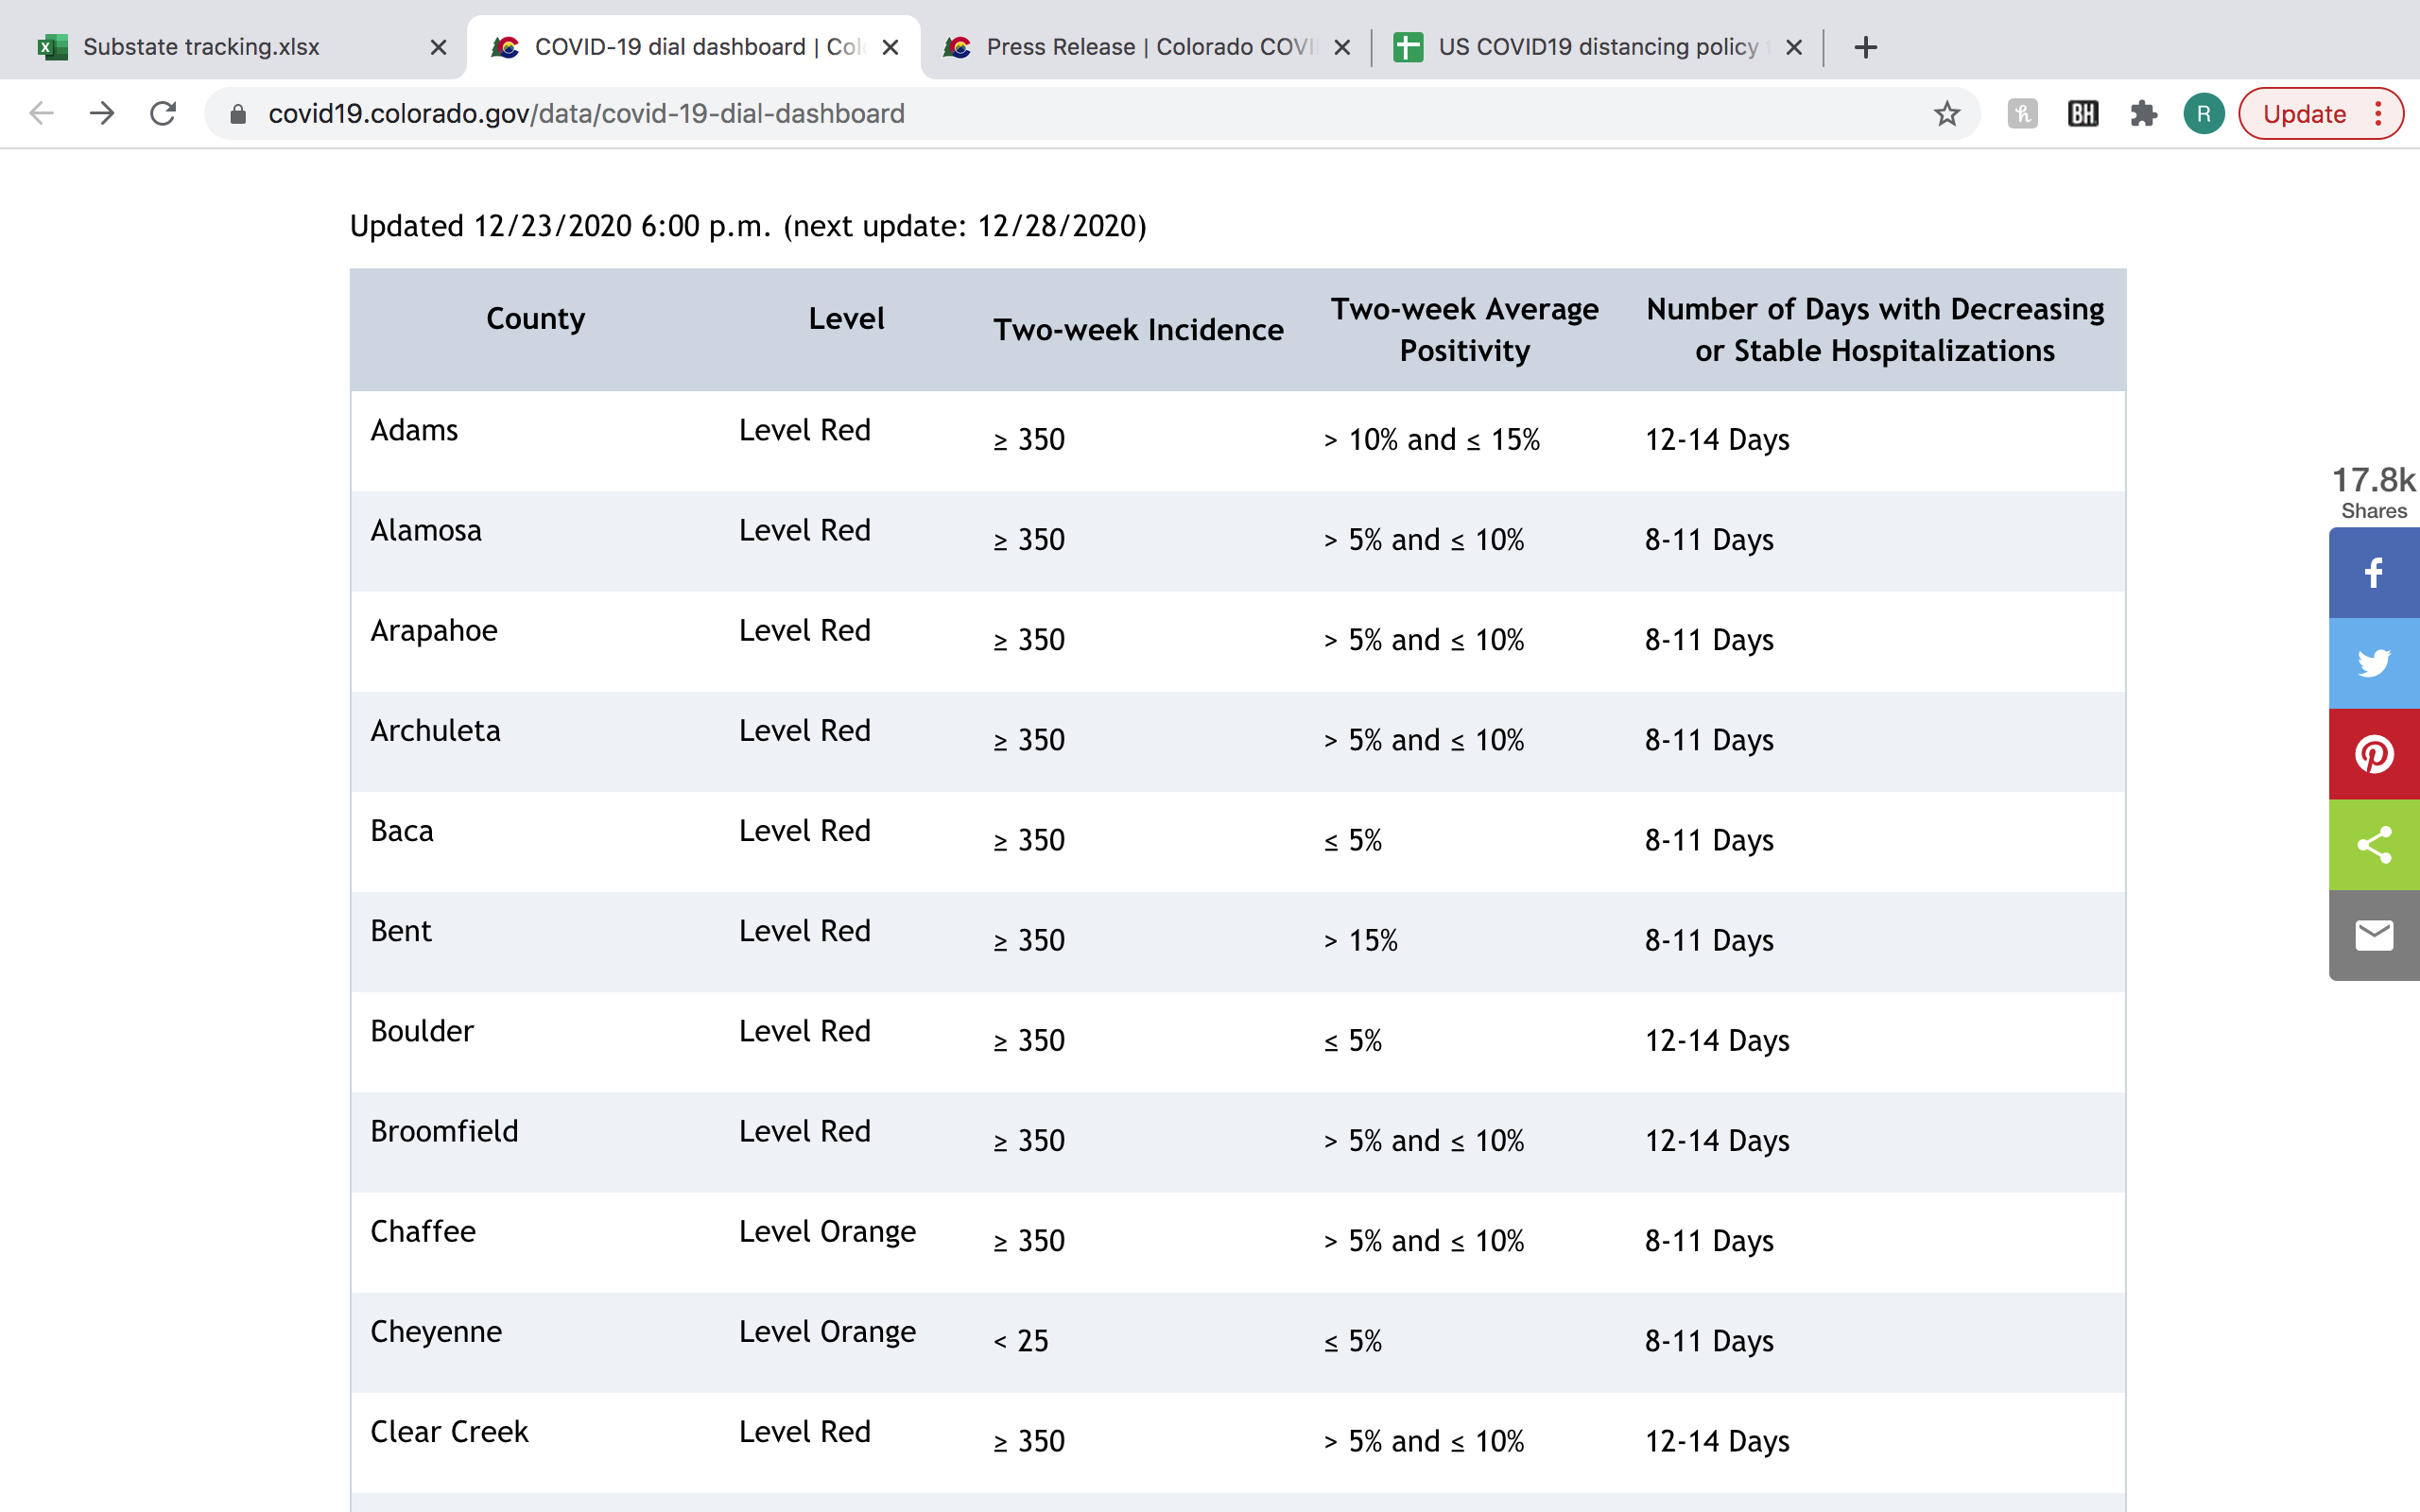 Substate tracking.xlsx
COVID-19 dial dashboard | Col
Press Release | Colorado COVI
US COVID19 distancing policy
covid19.colorado.gov/data/covid-19-dial-dashboard
BH
R
Update
Updated 12/23/2020 6:00 p.m. (next update: 12/28/2020)
County Level Two-week Incidence Two-week Average Positivity Number of Days with Decreasing or Stable Hospitalizations
Adams Level Red ≥ 350 > 10% and ≤ 15% 12-14 Days
Alamosa Level Red ≥ 350 > 5% and ≤ 10% 8-11 Days
Arapahoe Level Red ≥ 350 > 5% and ≤ 10% 8-11 Days
Archuleta Level Red ≥ 350 > 5% and ≤ 10% 8-11 Days
Baca Level Red ≥ 350 ≤ 5% 8-11 Days
Bent Level Red ≥ 350 > 15% 8-11 Days
Boulder Level Red ≥ 350 ≤ 5% 12-14 Days
Broomfield Level Red ≥ 350 > 5% and ≤ 10% 12-14 Days
Chaffee Level Orange ≥ 350 > 5% and ≤ 10% 8-11 Days
Cheyenne Level Orange < 25 ≤ 5% 8-11 Days
Clear Creek Level Red ≥ 350 > 5% and ≤ 10% 12-14 Days
17.8k
Shares